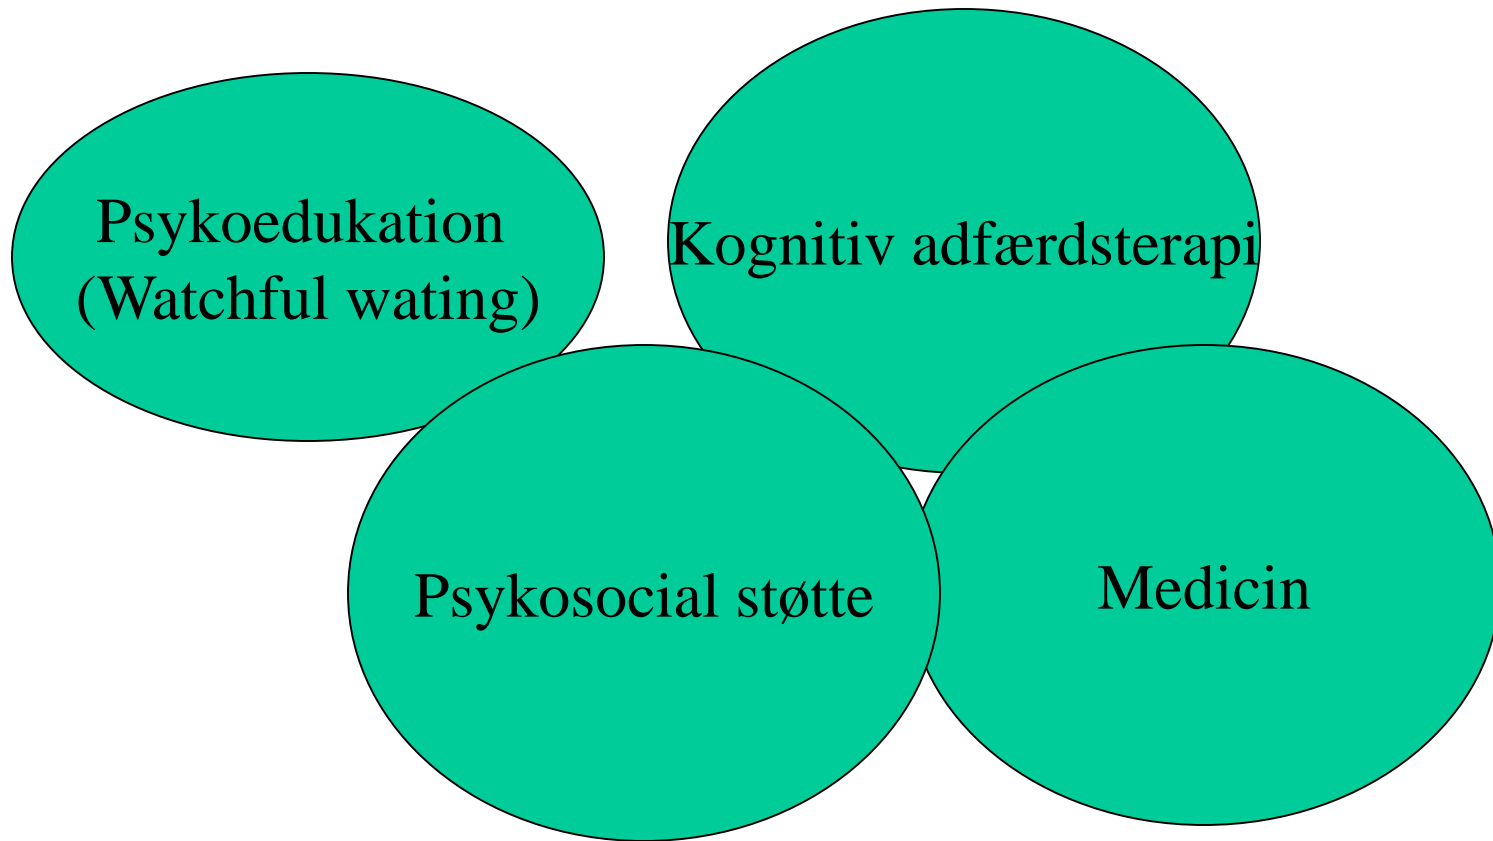 Psykoedukation
(Watchful wating)
Kognitiv adfærdsterapi
Psykosocial støtte
Medicin